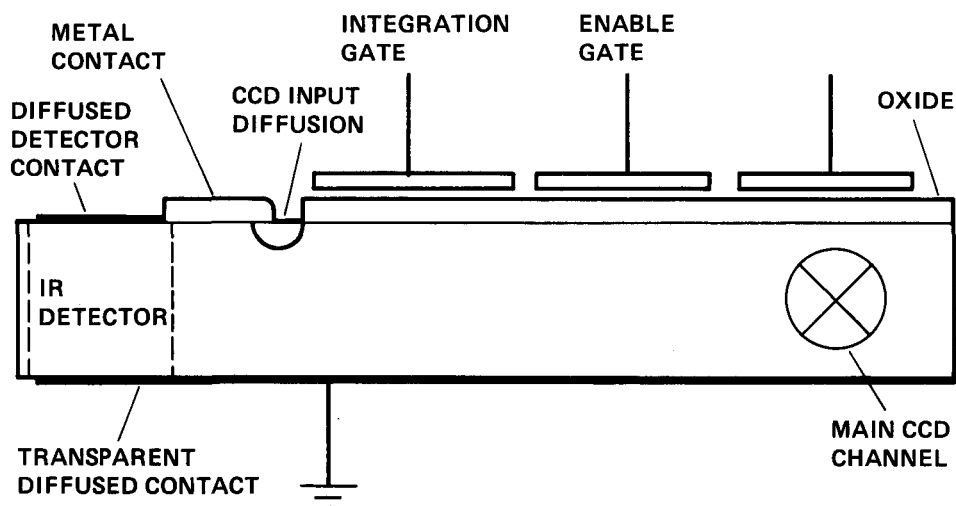 METAL
CONTACT
INTEGRATION
GATE
ENABLE
GATE
DIFFUSED
DETECTOR
CONTACT
CCD INPUT
DIFFUSION
OXIDE
IR
DETECTOR
TRANSPARENT
DIFFUSED CONTACT
MAIN CCD
CHANNEL